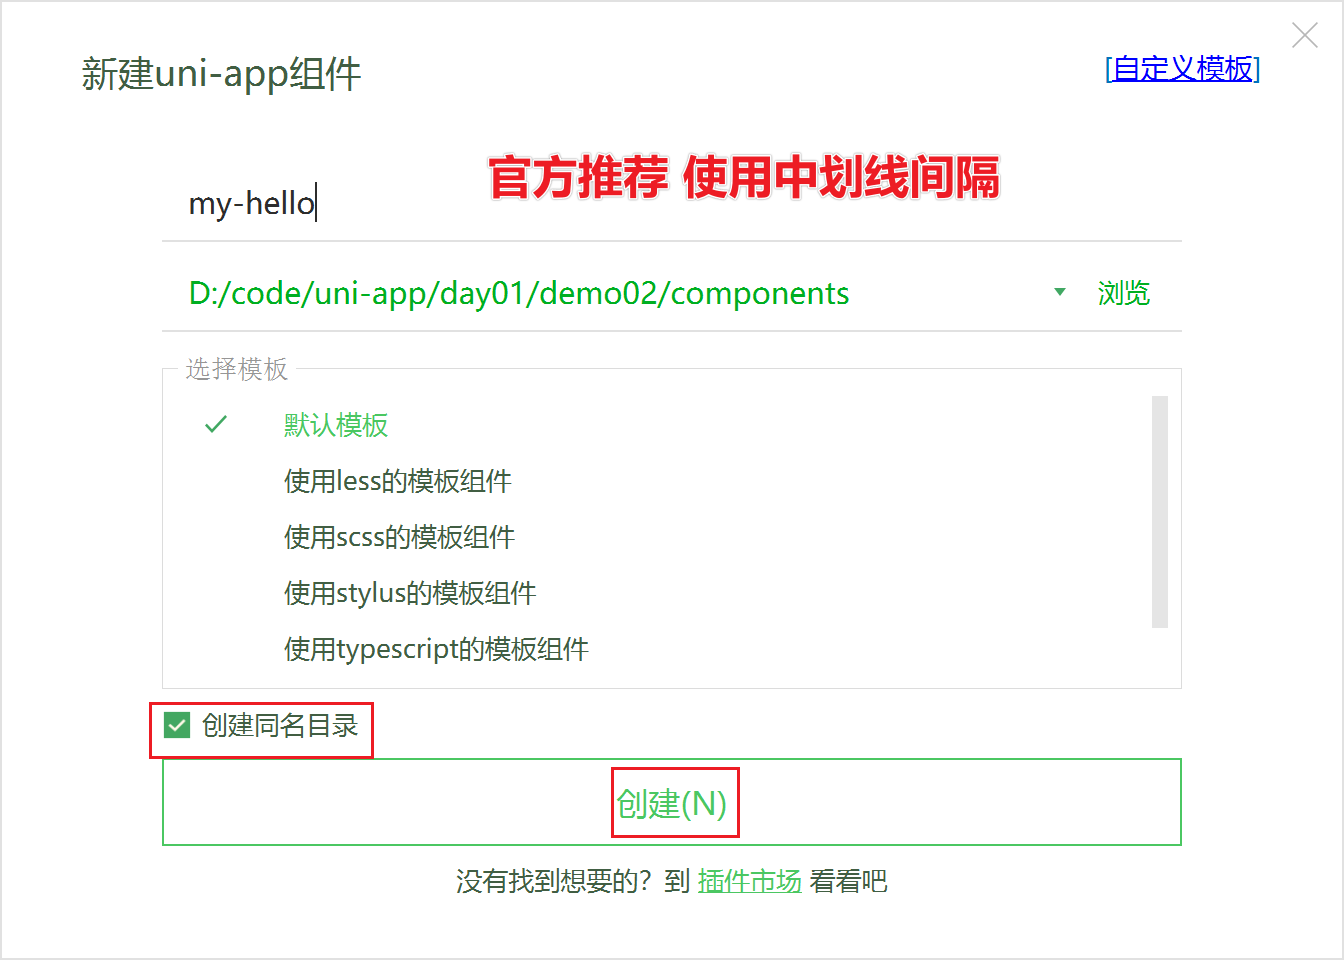 新建uni-app组件
[自定义模板]
官方推荐 使用中划线间隔
my-hello
D:/code/uni-app/day01/demo02/components
浏览
选择模板
默认模板
使用less的模板组件
使用scss的模板组件
使用stylus的模板组件
使用typescript的模板组件
创建同名目录
创建(N)
没有找到想要的？到 插件市场 看看吧